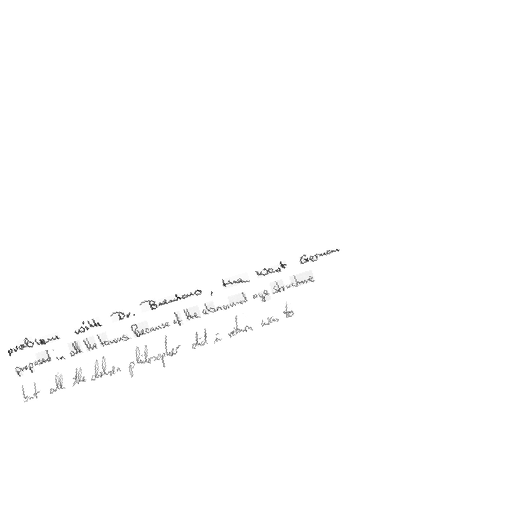 problems with Dr. Brentano, the West German
proposed in all the towns because of the abnormal age structure
but all the chosen philosopher did in return was to